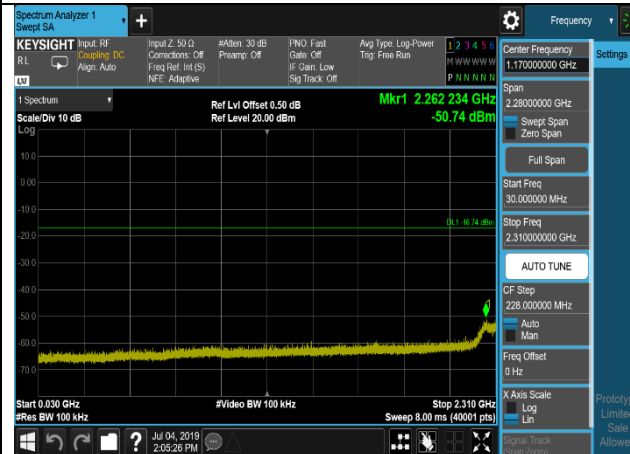 Spectrum Analyzer 1
Swept SA
+
Frequency
KEYSIGHT
RL
LXI
Input: RF
Coupling: DC
Align: Auto
Input Z: 50 Ω
Corrections: Off
Freq Ref: Int (S)
NFE: Adaptive
#Atten: 30 dB
Preamp: Off
PNO: Fast
Gate: Off
IF Gain: Low
Sig Track: Off
Avg Type: Log-Power
Trig: Free Run
1 2 3 4 5 6
M W W W W W
P N N N N N
1 Spectrum
Scale/Div 10 dB
Log
Ref Lvl Offset 0.50 dB
Ref Level 20.00 dBm
Mkr1 2.262 234 GHz
-50.74 dBm
10.0
0.00
-10.0
DL1 -16.74 dBm
-20.0
-30.0
-40.0
-50.0
-60.0
-70.0
Start 0.030 GHz
#Res BW 100 kHz
#Video BW 100 kHz
Stop 2.310 GHz
Sweep 8.00 ms (40001 pts)
Jul 04, 2019
2:05:26 PM
Center Frequency
1.170000000 GHz
Settings
Span
2.28000000 GHz
Swept Span
Zero Span
Full Span
Start Freq
30.000000 MHz
Stop Freq
2.310000000 GHz
AUTO TUNE
CF Step
228.000000 MHz
Auto
Man
Freq Offset
0 Hz
X Axis Scale
Log
Lin
Signal Track
(Span Zoom)